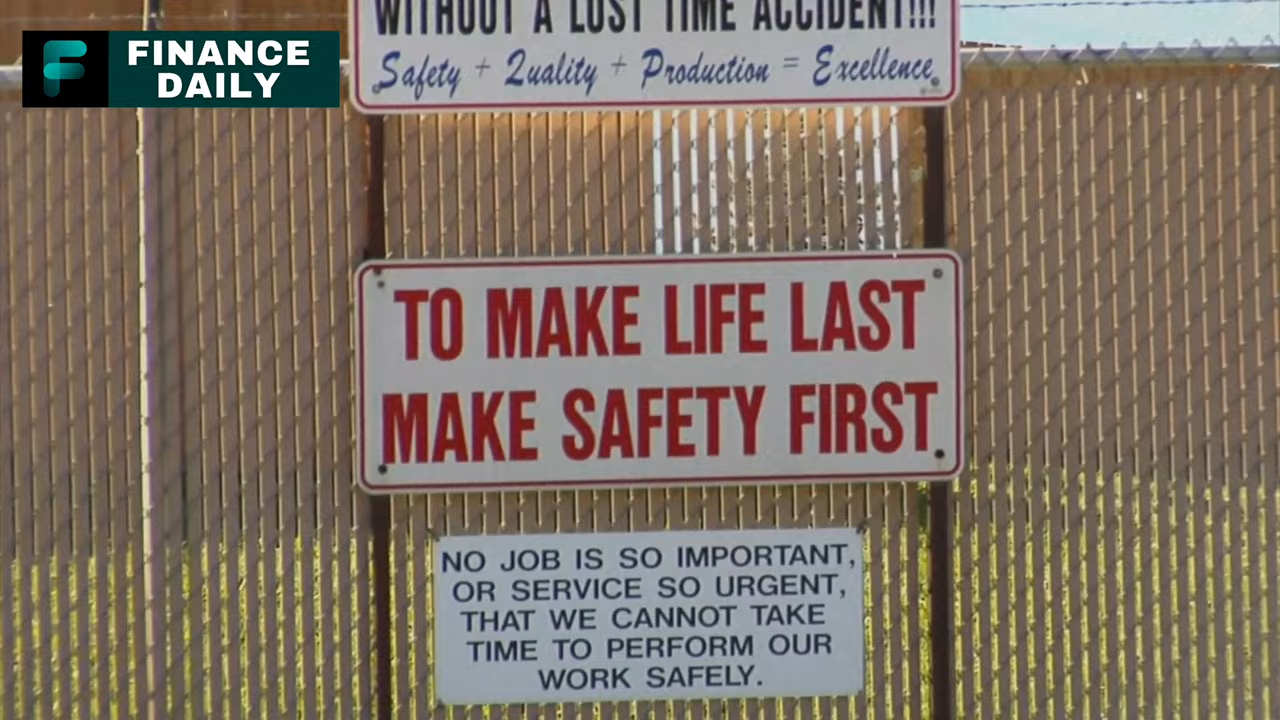 FINANCE
DAILY
WITHOUT A LOST TIME ACCIDENT!!!
Safety + Quality + Production = Excellence
TO MAKE LIFE LAST
MAKE SAFETY FIRST
NO JOB IS SO IMPORTANT,
OR SERVICE SO URGENT,
THAT WE CANNOT TAKE
TIME TO PERFORM OUR
WORK SAFELY.